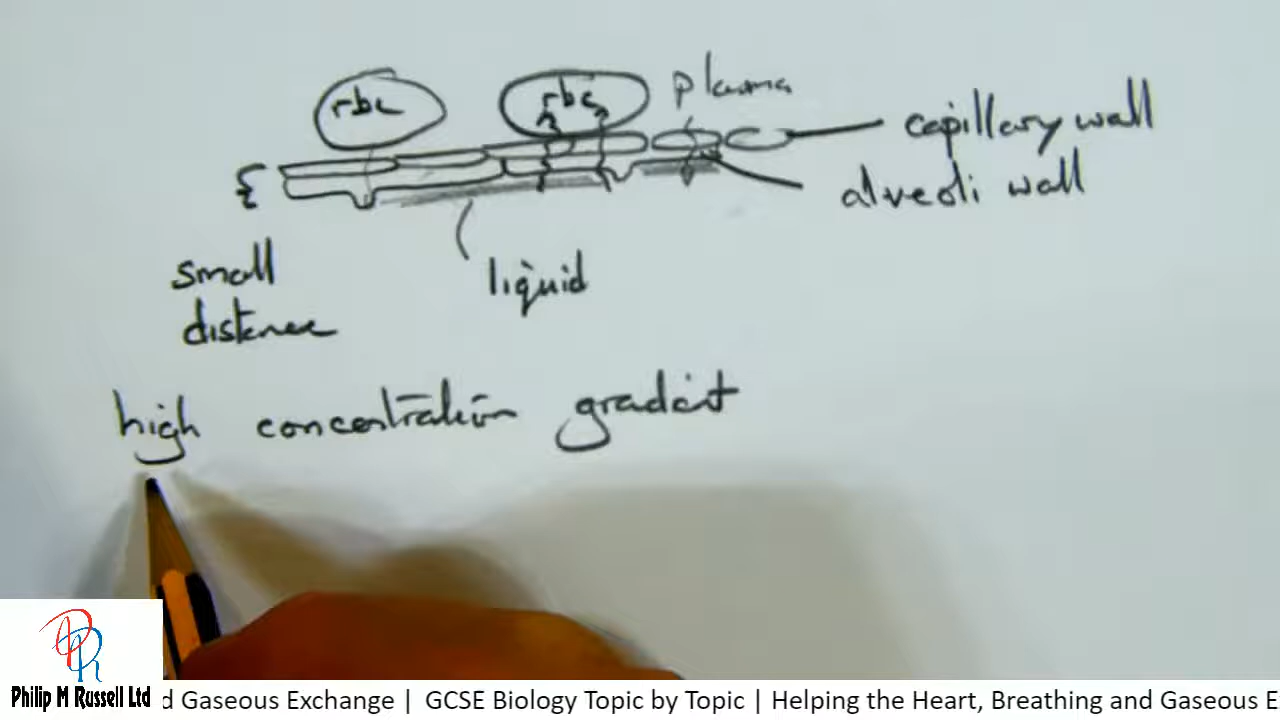 rbc rbc plasma
capillary wall
alveoli wall
small
distance
liquid
high concentration gradient
Philip M Russell Ltd
d Gaseous Exchange | GCSE Biology Topic by Topic | Helping the Heart, Breathing and Gaseous E